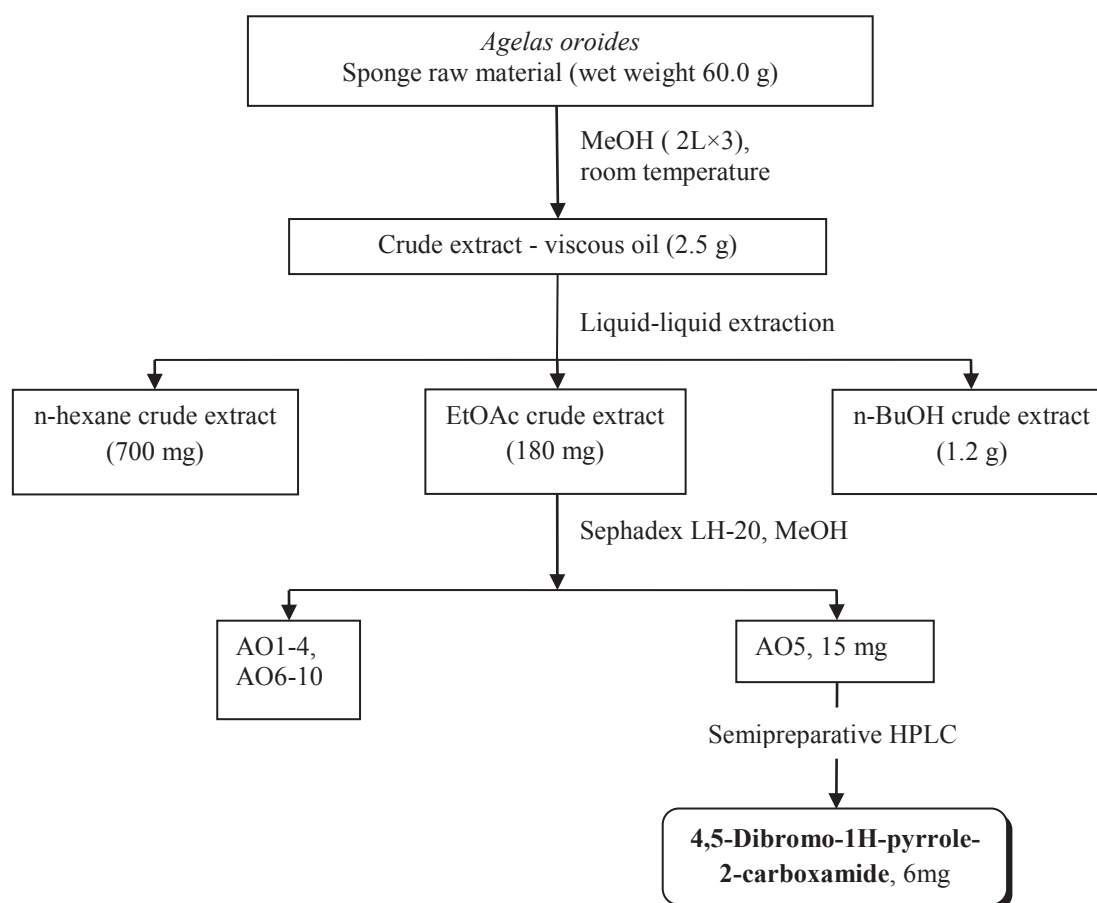 Agelas oroides
Sponge raw material (wet weight 60.0 g)
MeOH ( 2L×3),
room temperature
Crude extract - viscous oil (2.5 g)
Liquid-liquid extraction
n-hexane crude extract
(700 mg)
EtOAc crude extract
(180 mg)
n-BuOH crude extract
(1.2 g)
Sephadex LH-20, MeOH
AO1-4,
AO6-10
AO5, 15 mg
Semipreparative HPLC
4,5-Dibromo-1H-pyrrole-
2-carboxamide, 6mg